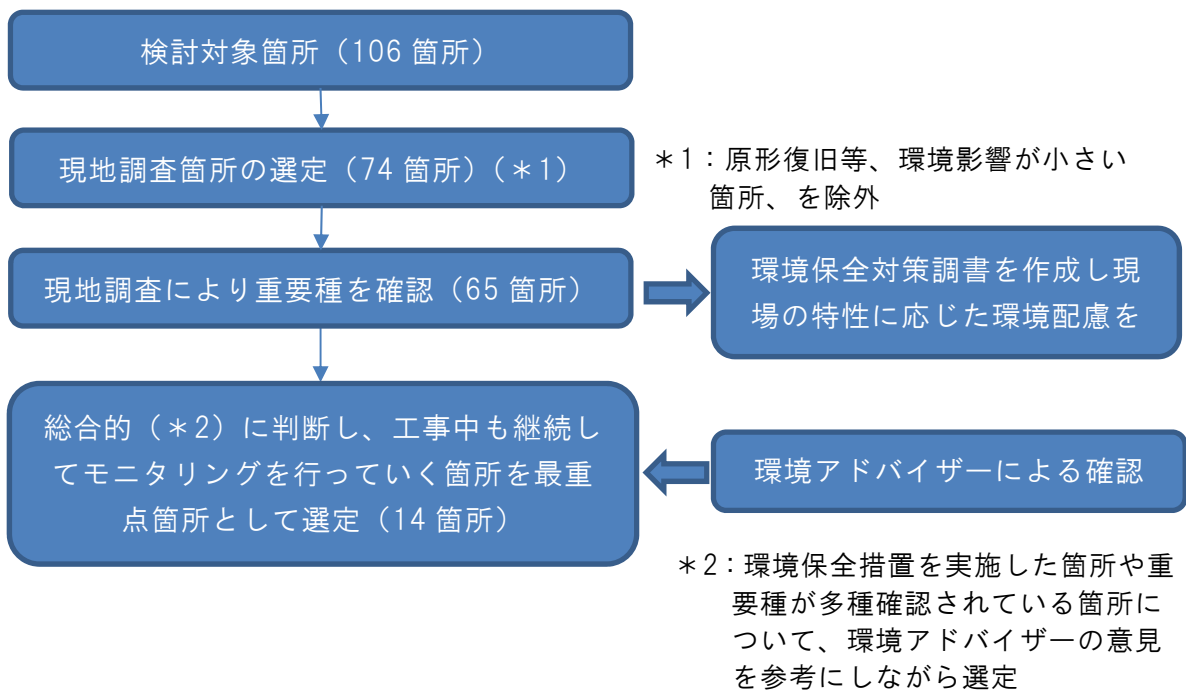 検討対象箇所（106 箇所）
現地調査箇所の選定（74 箇所）（＊1）
＊1：原形復旧等、環境影響が小さい
箇所、を除外
現地調査により重要種を確認（65 箇所）
環境保全対策調書を作成し現
場の特性に応じた環境配慮を
総合的（＊2）に判断し、工事中も継続し
てモニタリングを行っていく箇所を最重
点箇所として選定（14 箇所）
環境アドバイザーによる確認
＊2：環境保全措置を実施した箇所や重
要種が多種確認されている箇所に
ついて、環境アドバイザーの意見
を参考にしながら選定